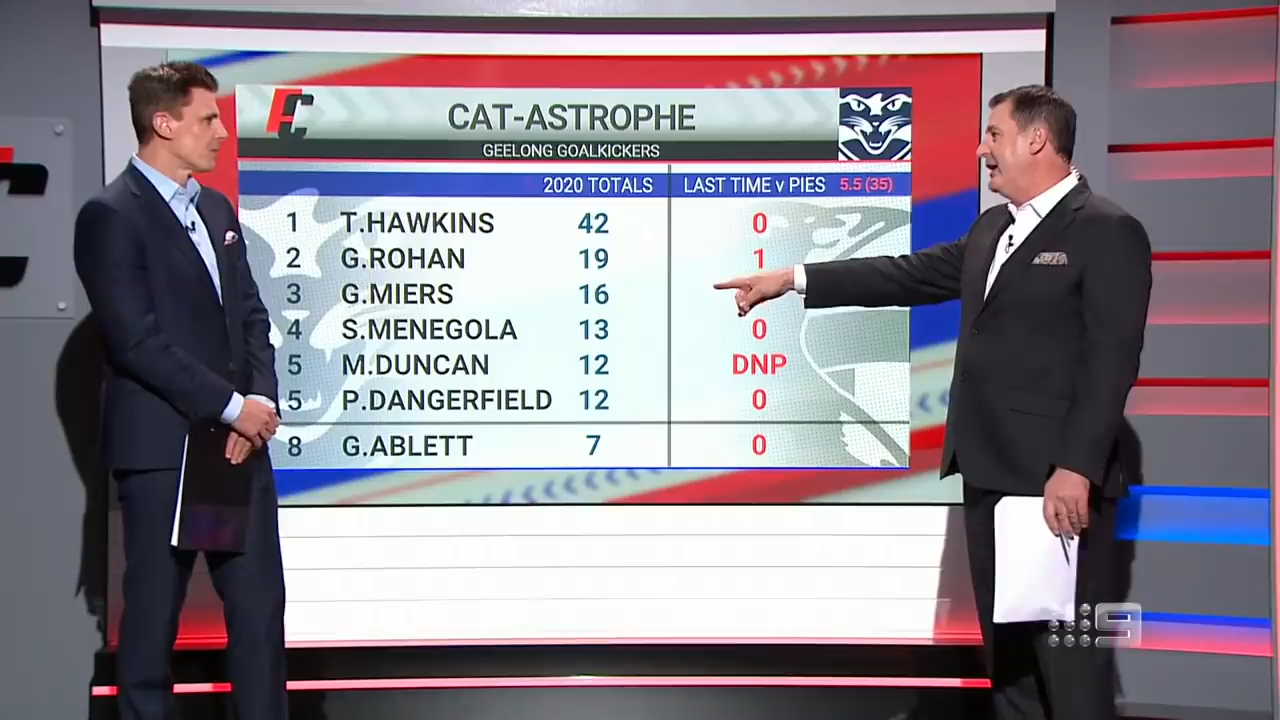 FC
CAT-ASTROPHE
GEELONG GOALKICKERS
2020 TOTALS LAST TIME v PIES 5.5 (35)
1 T.HAWKINS 42 0
2 G.ROHAN 19 1
3 G.MIERS 16
4 S.MENEGOLA 13 0
5 M.DUNCAN 12 DNP
5 P.DANGERFIELD 12 0
8 G.ABLETT 7 0
9